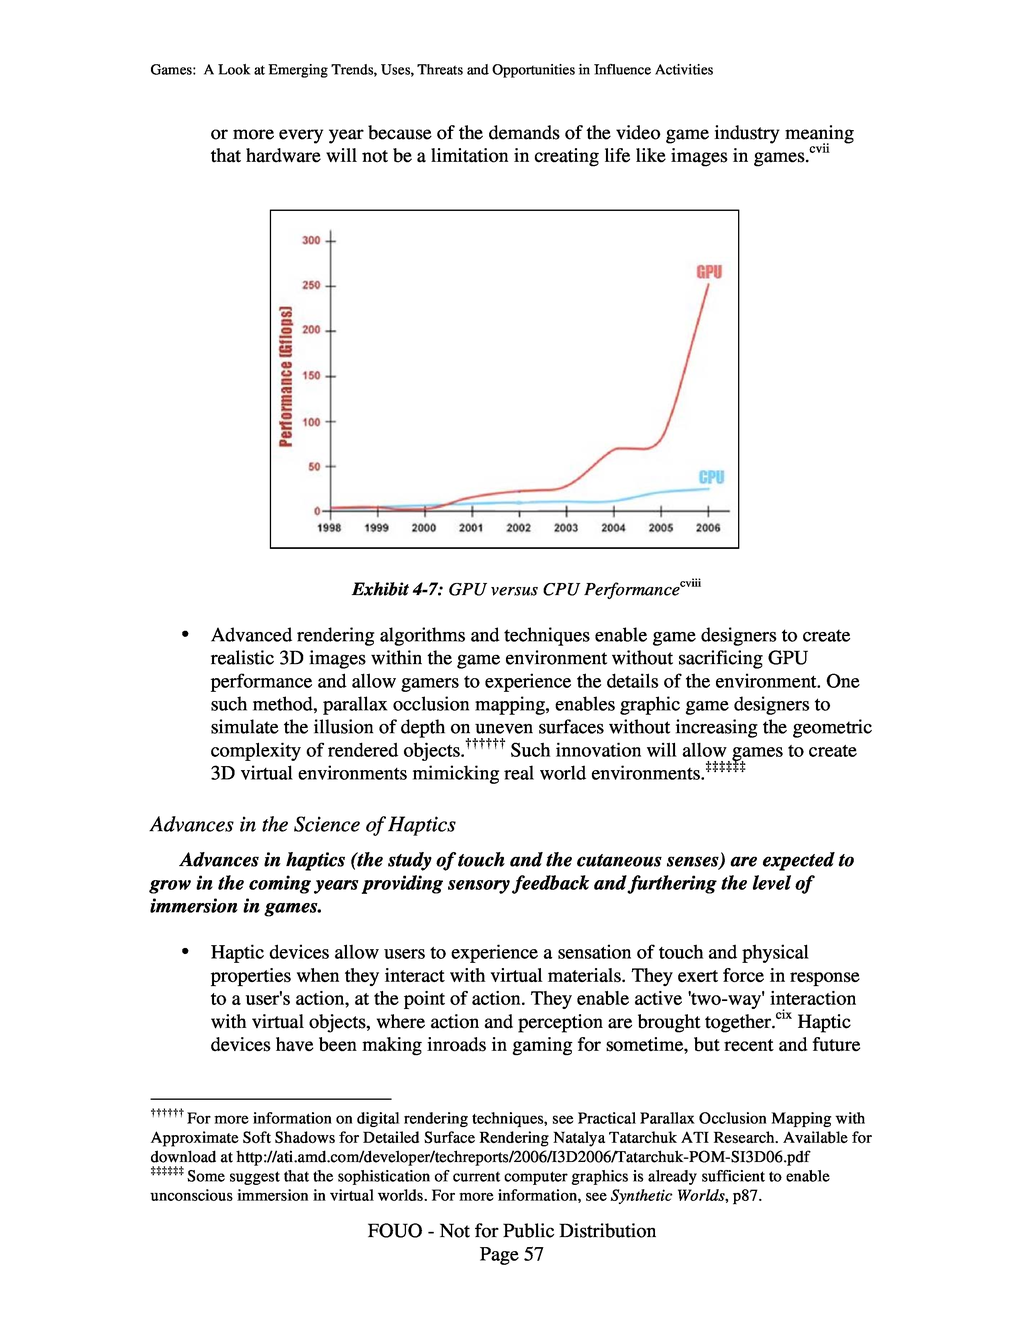 Games: A Look at Emerging Trends, Uses, Threats and Opportunities in Influence Activities
or more every year because of the demands of the video game industry meaning
that hardware will not be a limitation in creating life like images in games.cvii
300
250
200
150
100
50
0
Performance (Gflops)
GPU
CPU
1998 1999 2000 2001 2002 2003 2004 2005 2006
Exhibit 4-7: GPU versus CPU Performancecviii
• Advanced rendering algorithms and techniques enable game designers to create
realistic 3D images within the game environment without sacrificing GPU
performance and allow gamers to experience the details of the environment. One
such method, parallax occlusion mapping, enables graphic game designers to
simulate the illusion of depth on uneven surfaces without increasing the geometric
complexity of rendered objects.†††††† Such innovation will allow games to create
3D virtual environments mimicking real world environments.‡‡‡‡‡‡
Advances in the Science of Haptics
Advances in haptics (the study of touch and the cutaneous senses) are expected to
grow in the coming years providing sensory feedback and furthering the level of
immersion in games.
• Haptic devices allow users to experience a sensation of touch and physical
properties when they interact with virtual materials. They exert force in response
to a user's action, at the point of action. They enable active 'two-way' interaction
with virtual objects, where action and perception are brought together.cix Haptic
devices have been making inroads in gaming for sometime, but recent and future
†††††† For more information on digital rendering techniques, see Practical Parallax Occlusion Mapping with
Approximate Soft Shadows for Detailed Surface Rendering Natalya Tatarchuk ATI Research. Available for
download at http://ati.amd.com/developer/techreports/2006/I3D2006/Tatarchuk-POM-SI3D06.pdf
‡‡‡‡‡‡ Some suggest that the sophistication of current computer graphics is already sufficient to enable
unconscious immersion in virtual worlds. For more information, see Synthetic Worlds, p87.
FOUO - Not for Public Distribution
Page 57